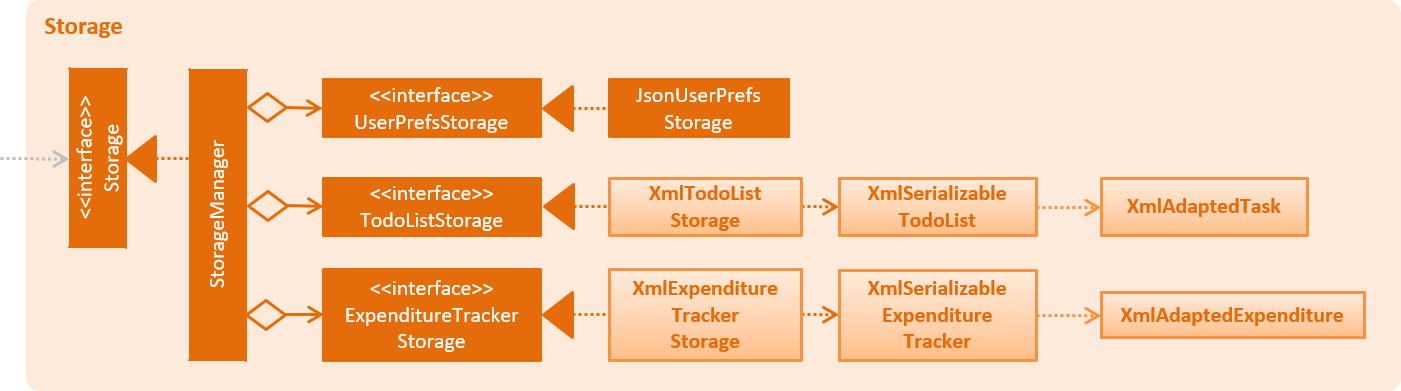 Storage
<<interface>>
Storage
StorageManager
<<interface>>
UserPrefsStorage
JsonUserPrefs
Storage
<<interface>>
TodoListStorage
XmlTodoList
Storage
XmlSerializable
TodoList
XmlAdaptedTask
<<interface>>
ExpenditureTracker
Storage
XmlExpenditure
Tracker
Storage
XmlSerializable
Expenditure
Tracker
XmlAdaptedExpenditure